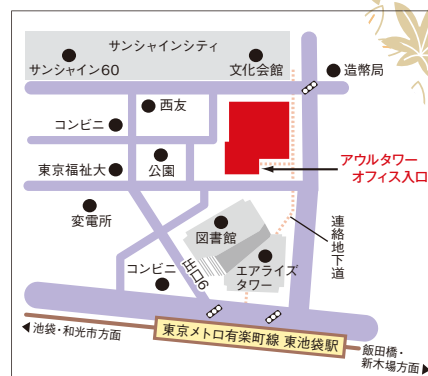 サンシャインシティ
サンシャイン60
文化会館
造幣局
西友
コンビニ
アウルタワー
オフィス入口
東京福祉大
公園
変電所
図書館
連絡地下道
出口6
コンビニ
エアライズ
タワー
東京メトロ有楽町線 東池袋駅
池袋・和光市方面
飯田橋・
新木場方面